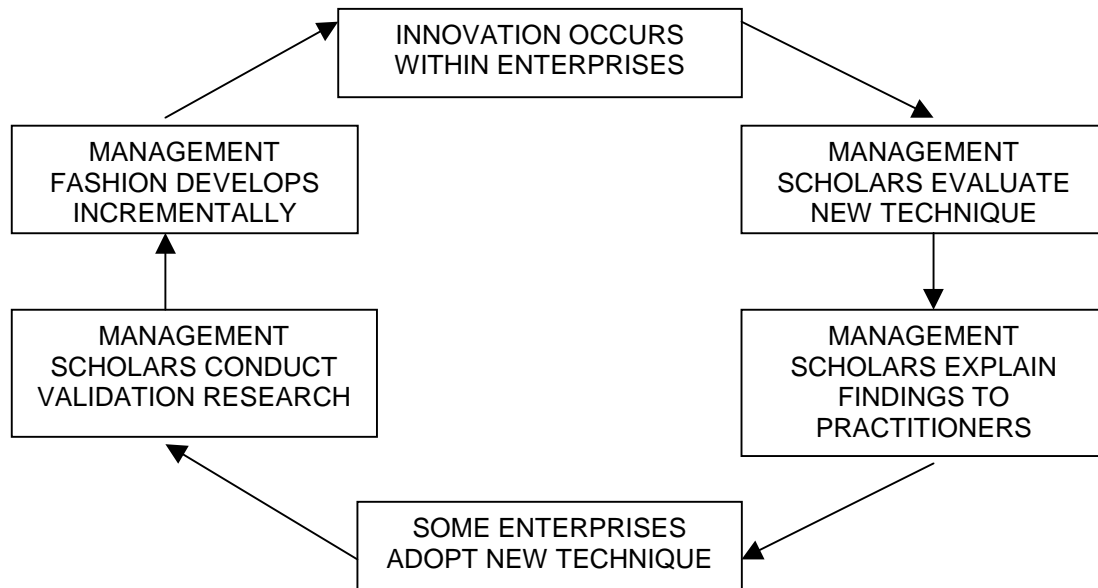 INNOVATION OCCURS
WITHIN ENTERPRISES
MANAGEMENT
SCHOLARS EVALUATE
NEW TECHNIQUE
MANAGEMENT
SCHOLARS EXPLAIN
FINDINGS TO
PRACTITIONERS
SOME ENTERPRISES
ADOPT NEW TECHNIQUE
MANAGEMENT
SCHOLARS CONDUCT
VALIDATION RESEARCH
MANAGEMENT
FASHION DEVELOPS
INCREMENTALLY